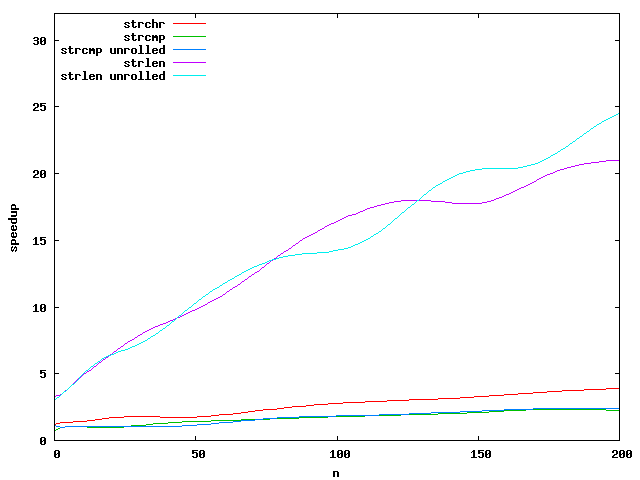 strchr
strcmp
strcmp unrolled
strlen
strlen unrolled
30
25
20
15
10
5
0
speedup
0 50 100 150 200
n